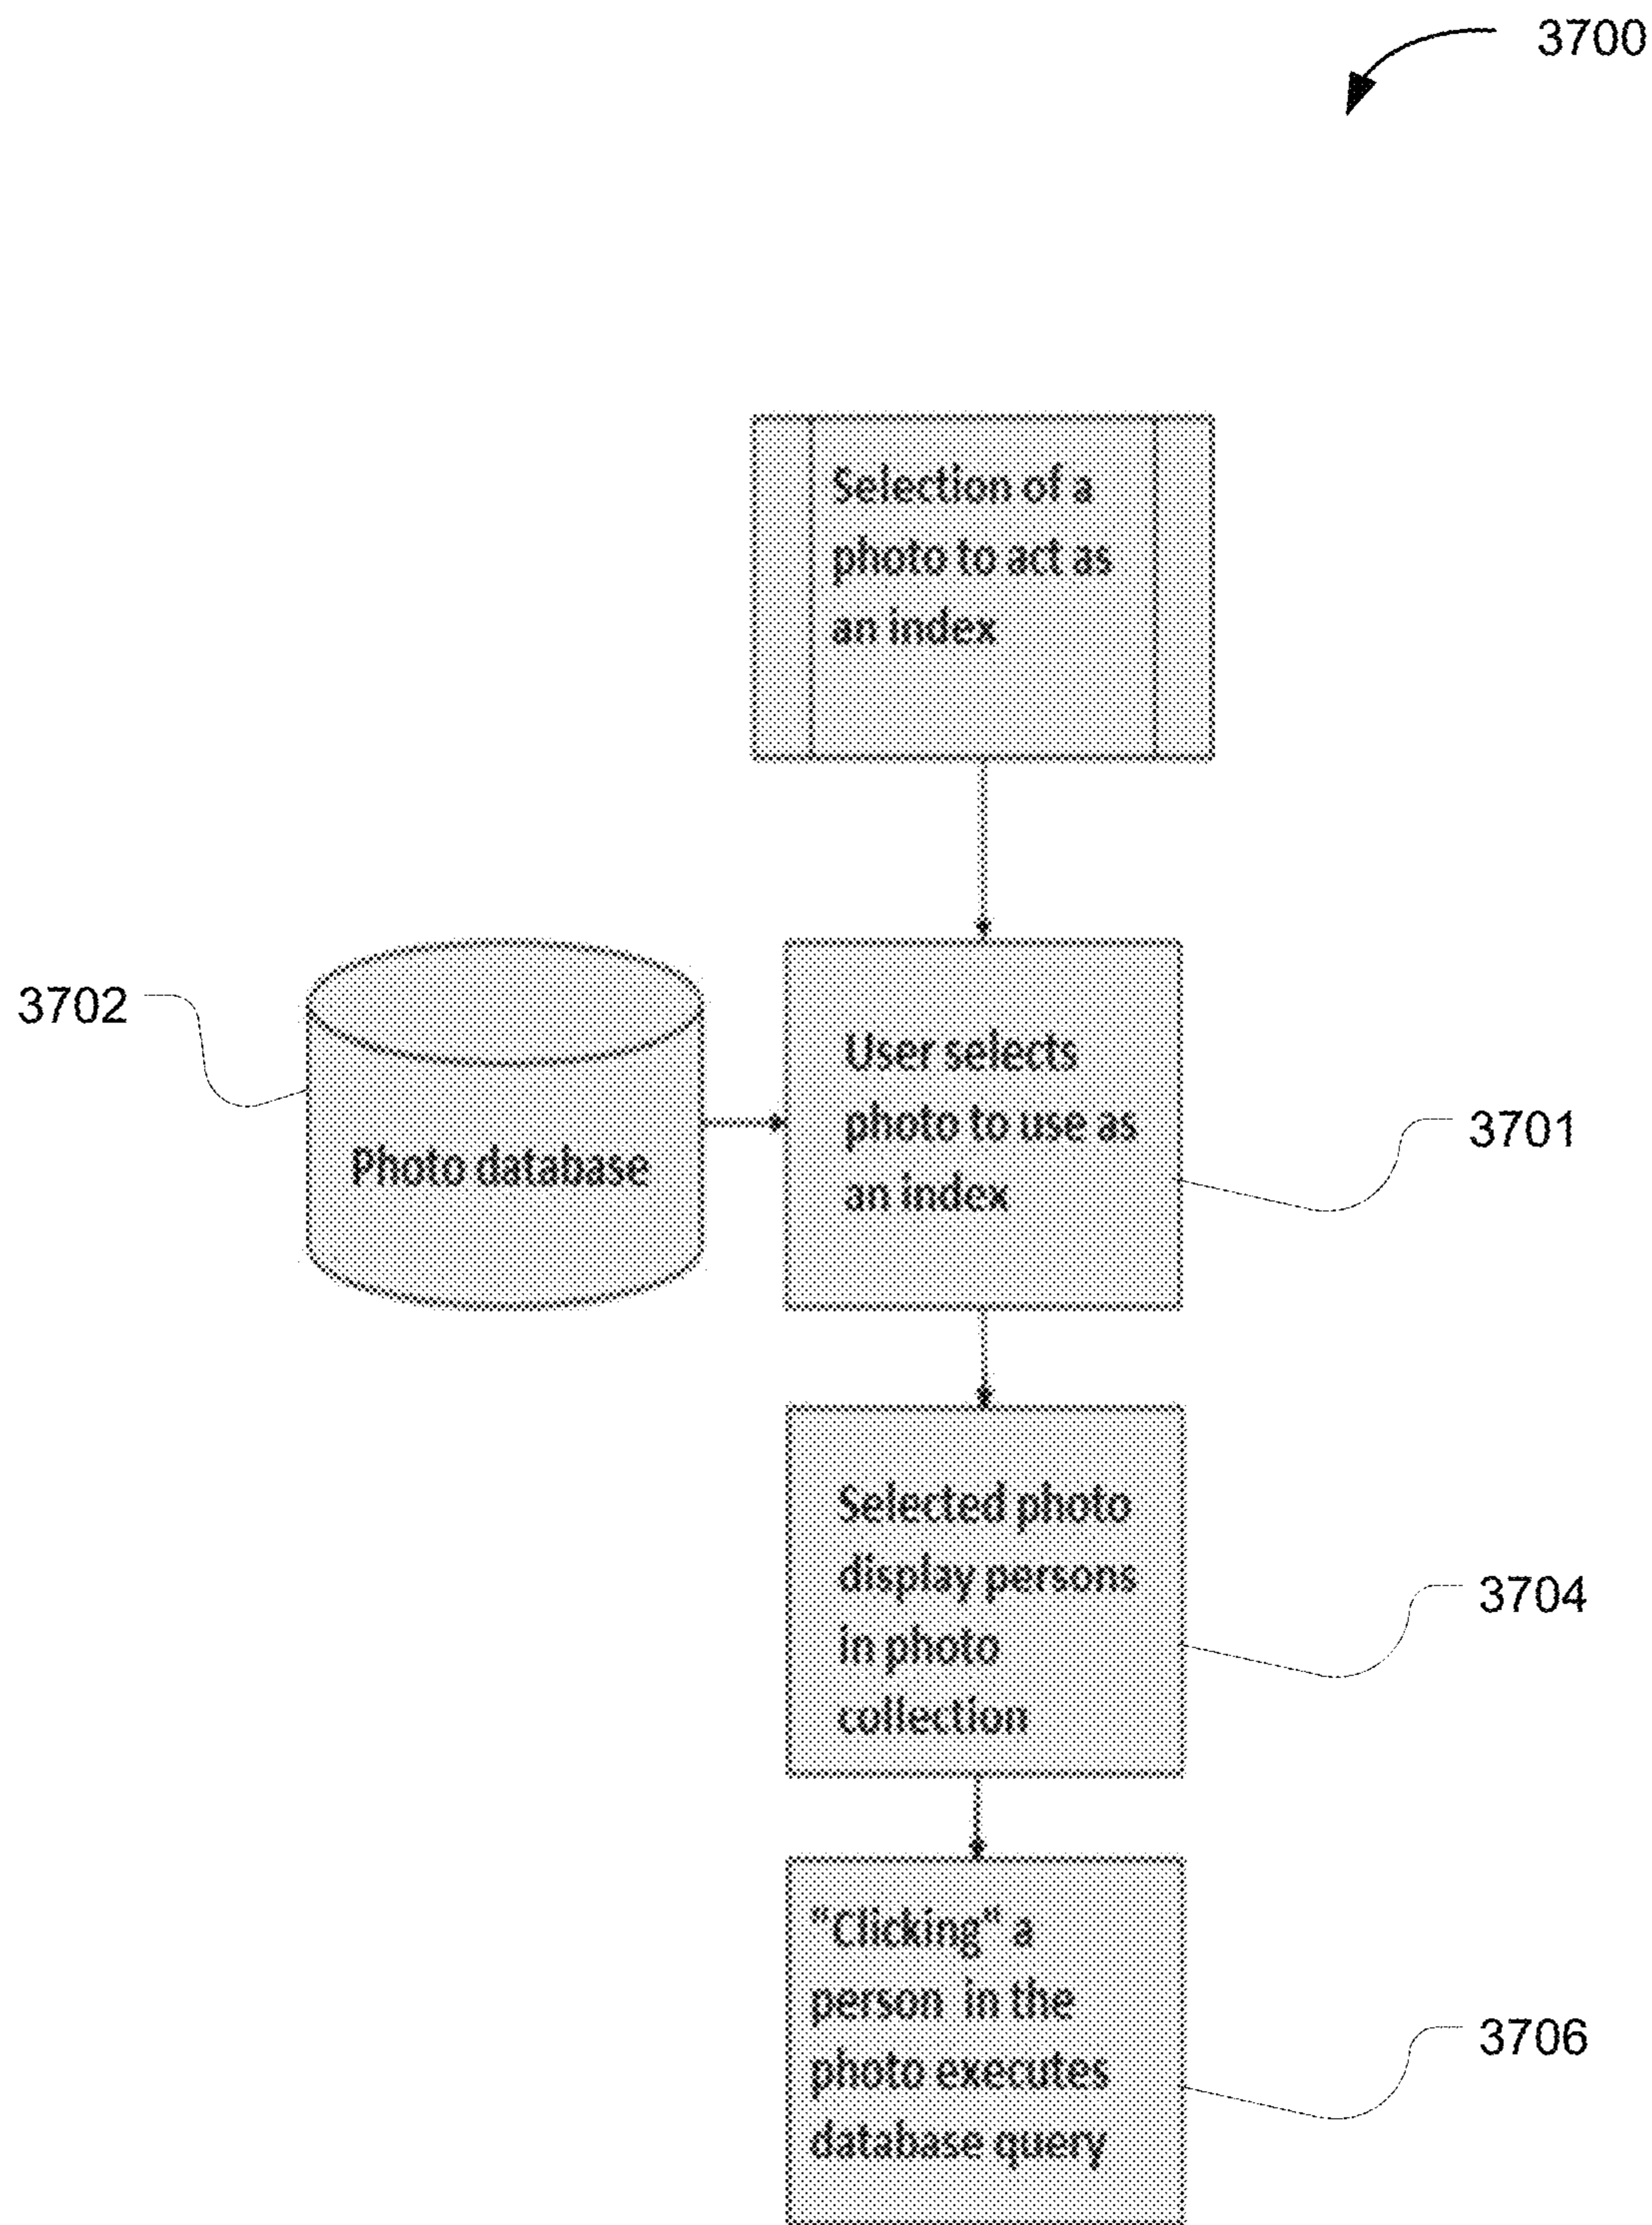 3700
Selection of a
photo to act as
an index
3702
Photo database
User selects
photo to use as
an index
3701
Selected photo
display persons
in photo
collection
3704
"Clicking" a
person in the
photo executes
database query
3706